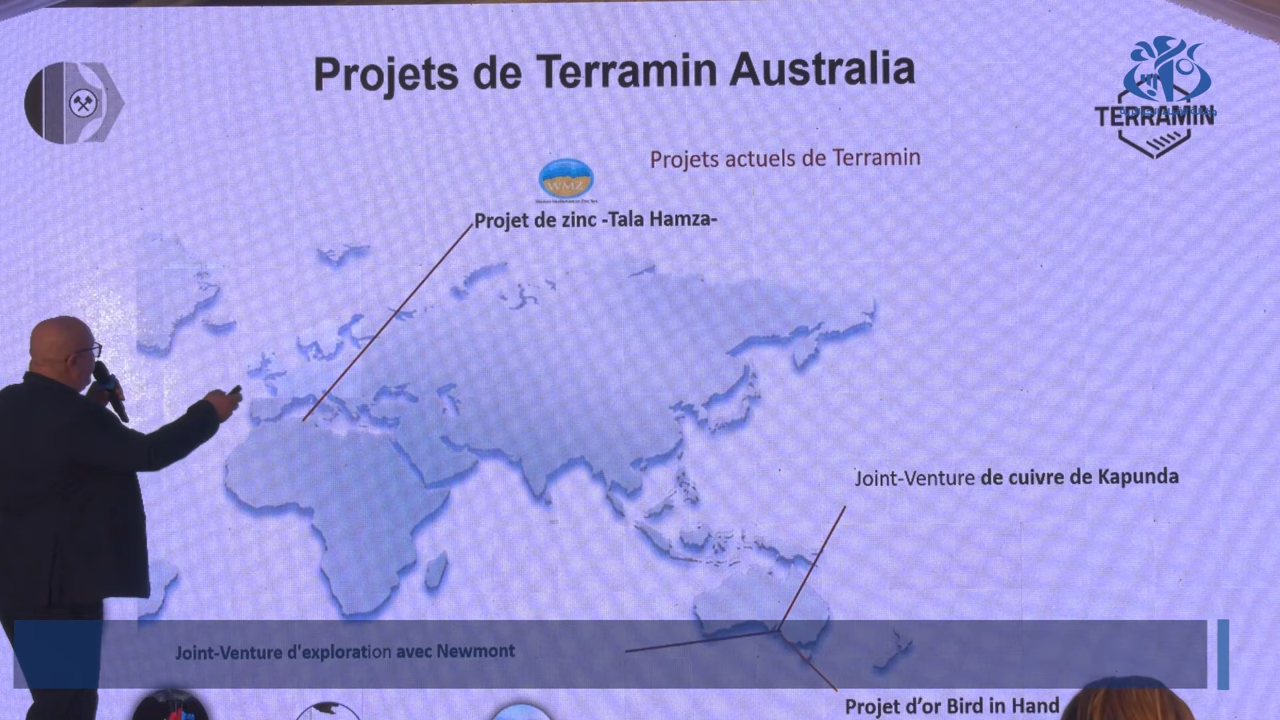 Projets de Terramin Australia
TERRAMIN
Projets actuels de Terramin
WMZ
Projet de zinc -Tala Hamza-
Joint-Venture de cuivre de Kapunda
Joint-Venture d'exploration avec Newmont
Projet d'or Bird in Hand